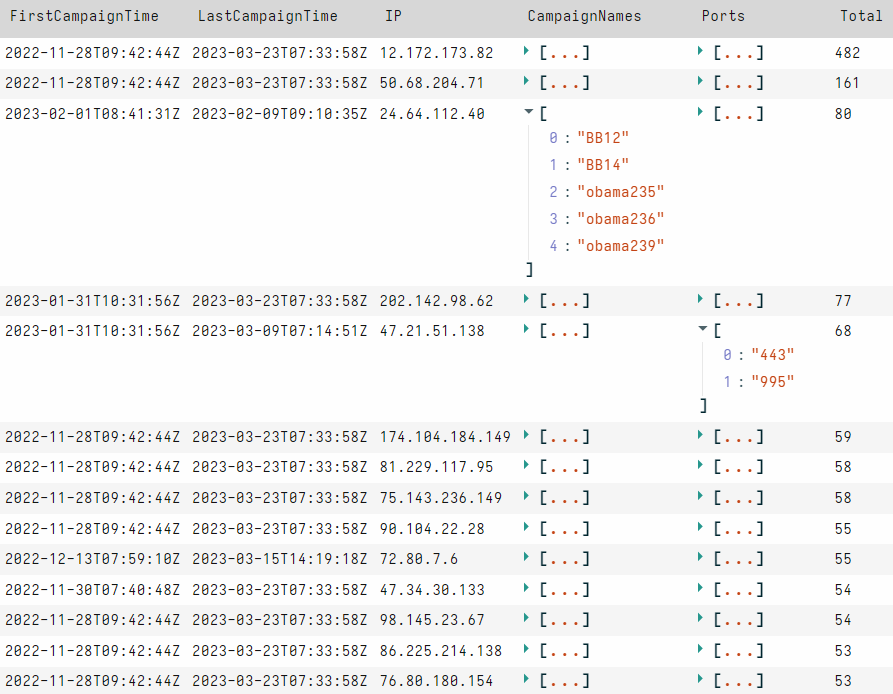 FirstCampaignTime LastCampaignTime IP CampaignNames Ports Total
2022-11-28T09:42:44Z 2023-03-23T07:33:58Z 12.172.173.82 [...] [...] 482
2022-11-28T09:42:44Z 2023-03-23T07:33:58Z 50.68.204.71 [...] [...] 161
2023-02-01T08:41:31Z 2023-02-09T09:10:35Z 24.64.112.40 [ [...] 80
0 : "BB12"
1 : "BB14"
2 : "obama235"
3 : "obama236"
4 : "obama239"
]
2023-01-31T10:31:56Z 2023-03-23T07:33:58Z 202.142.98.62 [...] [...] 77
2023-01-31T10:31:56Z 2023-03-09T07:14:51Z 47.21.51.138 [...] [ 68
0 : "443"
1 : "995"
]
2022-11-28T09:42:44Z 2023-03-23T07:33:58Z 174.104.184.149 [...] [...] 59
2022-11-28T09:42:44Z 2023-03-23T07:33:58Z 81.229.117.95 [...] [...] 58
2022-11-28T09:42:44Z 2023-03-23T07:33:58Z 75.143.236.149 [...] [...] 58
2022-11-28T09:42:44Z 2023-03-23T07:33:58Z 90.104.22.28 [...] [...] 55
2022-12-13T07:59:10Z 2023-03-15T14:19:18Z 72.80.7.6 [...] [...] 55
2022-11-30T07:40:48Z 2023-03-23T07:33:58Z 47.34.30.133 [...] [...] 54
2022-11-28T09:42:44Z 2023-03-23T07:33:58Z 98.145.23.67 [...] [...] 54
2022-11-28T09:42:44Z 2023-03-23T07:33:58Z 86.225.214.138 [...] [...] 53
2022-11-28T09:42:44Z 2023-03-23T07:33:58Z 76.80.180.154 [...] [...] 53